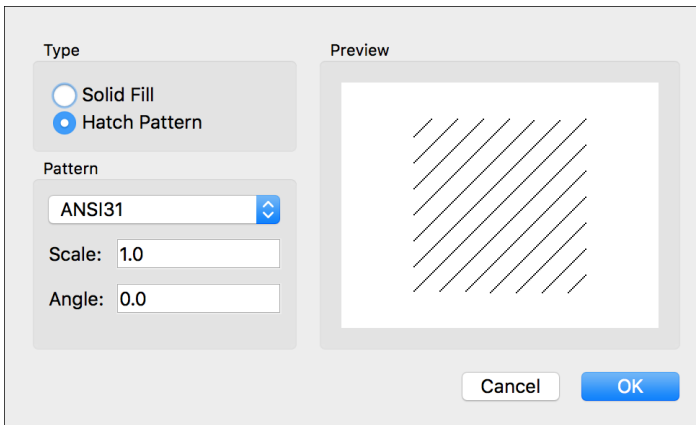 Type
Solid Fill
Hatch Pattern
Pattern
ANSI31
Scale: 1.0
Angle: 0.0
Preview
Cancel
OK